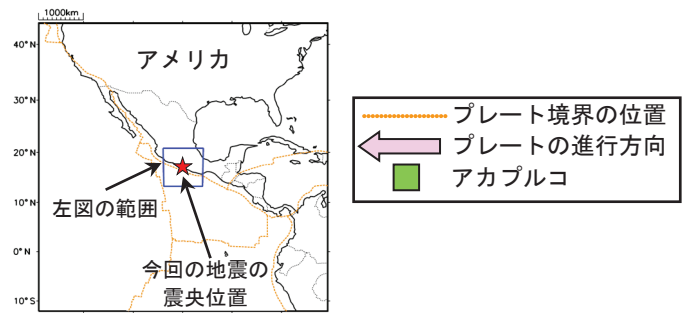 1000km
40°N
アメリカ
30°N
20°N
10°N
左図の範囲
0°N
今回の地震の
震央位置
10°S
プレート境界の位置
プレートの進行方向
アカプルコ